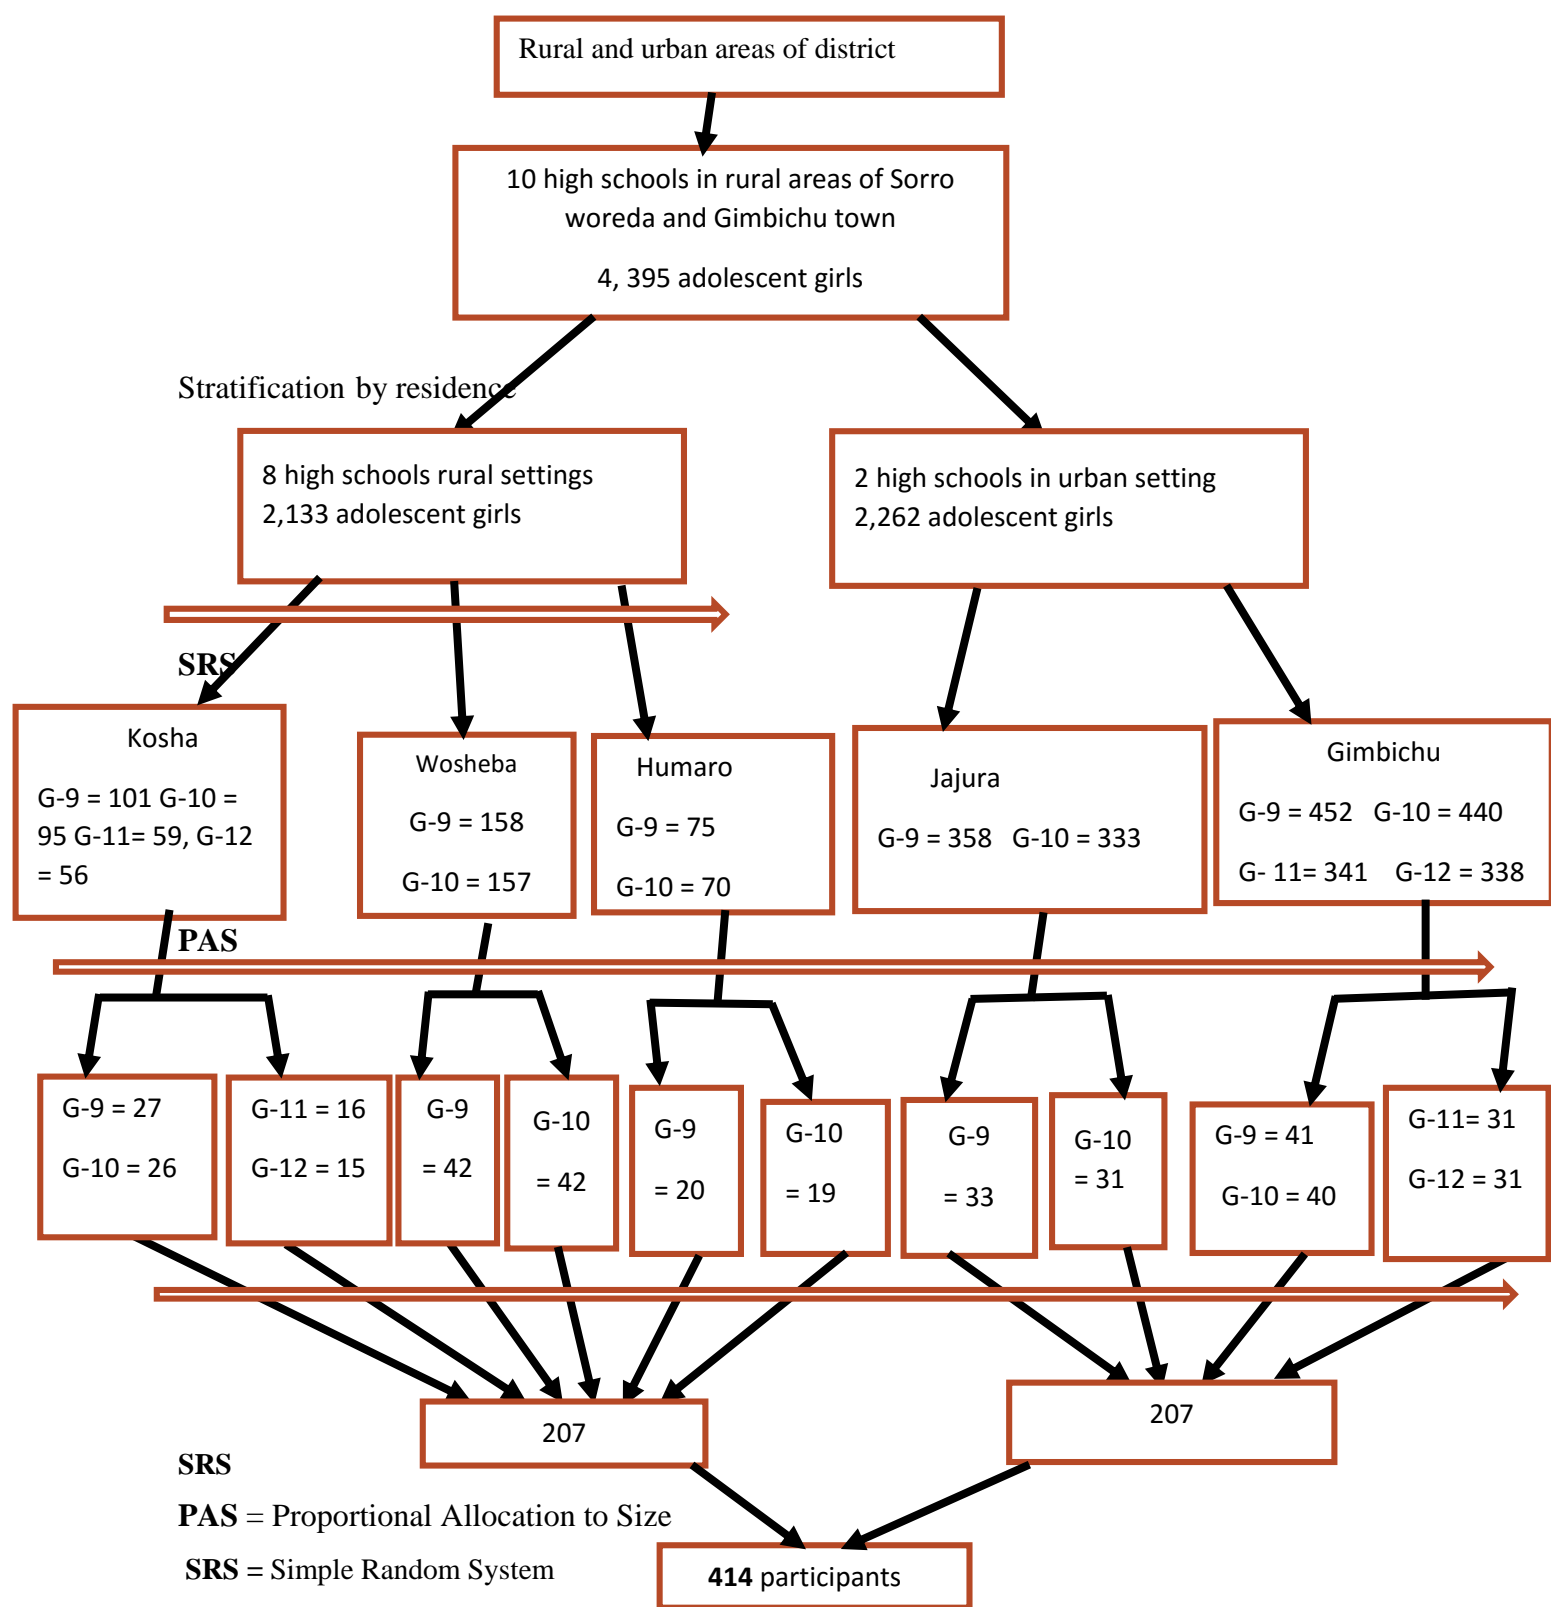 Rural and urban areas of district
10 high schools in rural areas of Sorro
woreda and Gimbichu town
4, 395 adolescent girls
Stratification by residence
8 high schools rural settings
2,133 adolescent girls
2 high schools in urban setting
2,262 adolescent girls
SRS
Kosha
G-9 = 101 G-10 =
95 G-11= 59, G-12
= 56
Wosheba
G-9 = 158
G-10 = 157
Humaro
G-9 = 75
G-10 = 70
Jajura
G-9 = 358 G-10 = 333
Gimbichu
G-9 = 452 G-10 = 440
G- 11= 341 G-12 = 338
PAS
G-9 = 27
G-10 = 26
G-11 = 16
G-12 = 15
G-9
= 42
G-10
= 42
G-9
= 20
G-10
= 19
G-9
= 33
G-10
= 31
G-9 = 41
G-10 = 40
G-11= 31
G-12 = 31
207
207
SRS
PAS = Proportional Allocation to Size
SRS = Simple Random System
414 participants